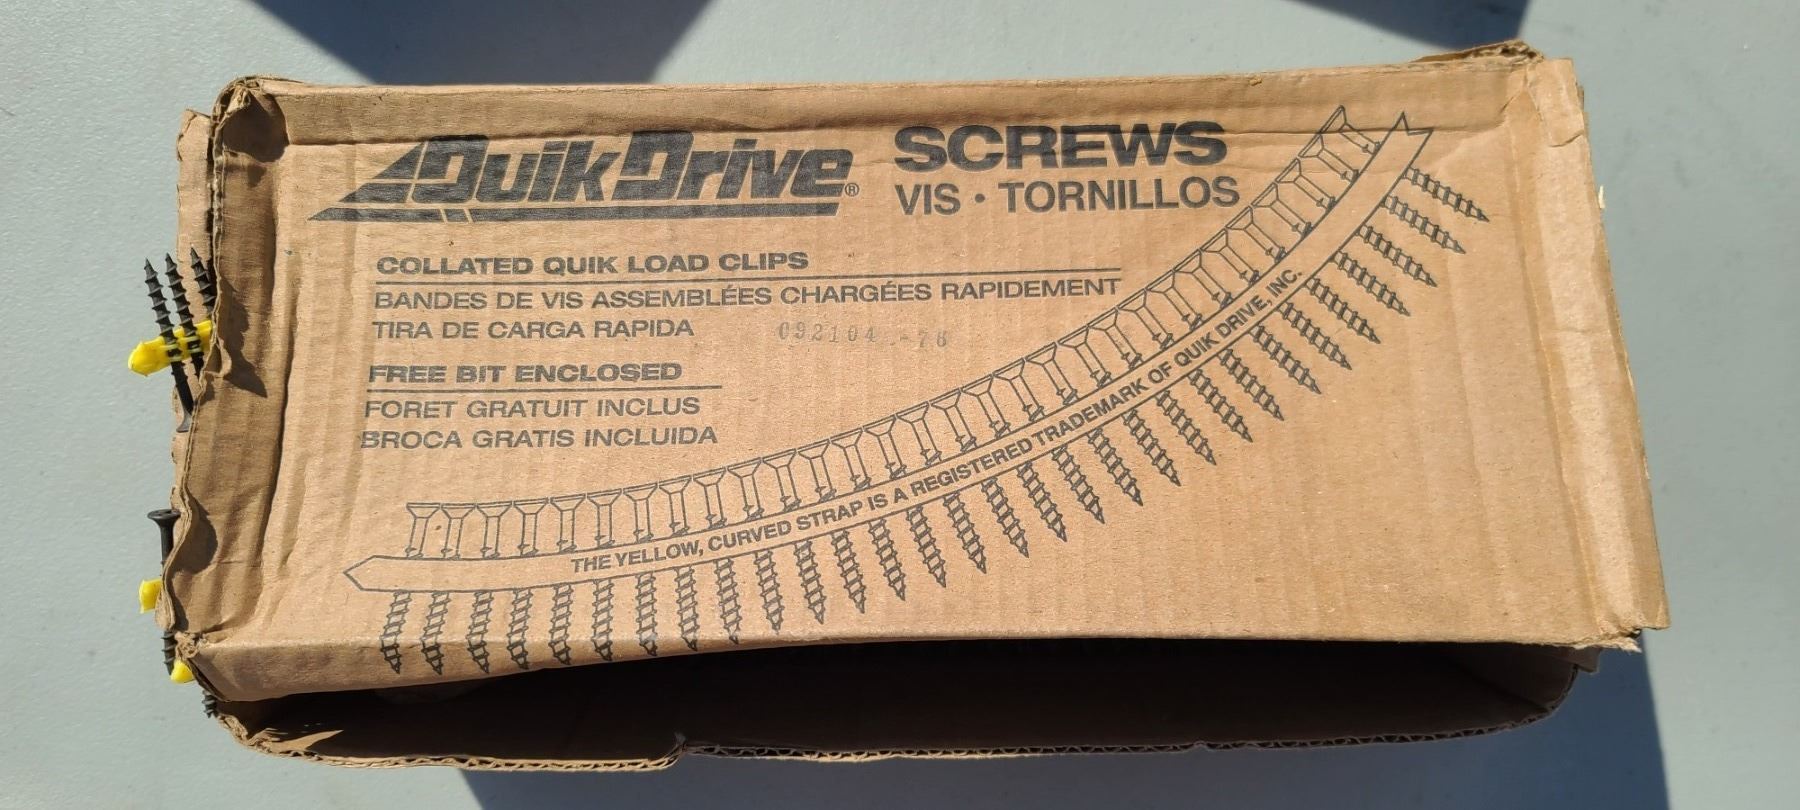 QuikDrive®
SCREWS
VIS • TORNILLOS
COLLATED QUIK LOAD CLIPS
BANDES DE VIS ASSEMBLÉES CHARGÉES RAPIDEMENT
TIRA DE CARGA RAPIDA
FREE BIT ENCLOSED
FORET GRATUIT INCLUS
BROCA GRATIS INCLUIDA
THE YELLOW, CURVED STRAP IS A REGISTERED TRADEMARK OF QUIK DRIVE, INC.